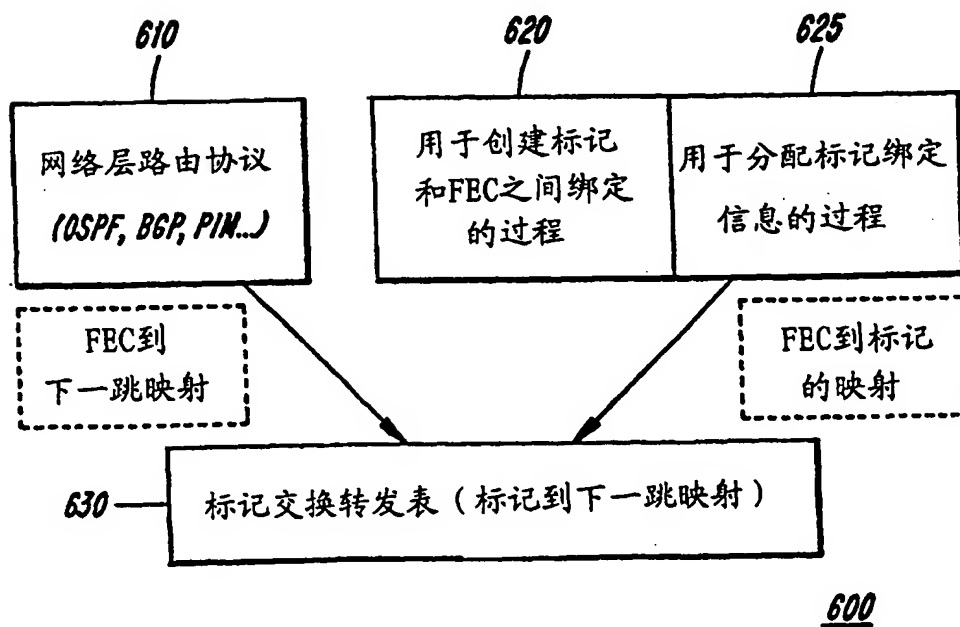 610
620
625
网络层路由协议
(OSPF, BGP, PIM...)
用于创建标记
和FEC之间绑定
的过程
用于分配标记绑定
信息的过程
FEC到
下一跳映射
FEC到标记
的映射
630
标记交换转发表（标记到下一跳映射）
600